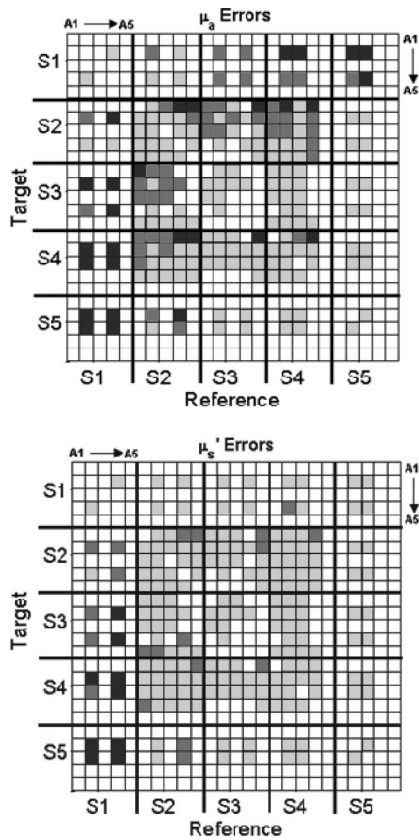 μa Errors
A1 A5
A1
A5
S1
S2
S3
S4
S5
Target
S1 S2 S3 S4 S5
Reference
μs' Errors
A1 A5
A1
A5
S1
S2
S3
S4
S5
Target
S1 S2 S3 S4 S5
Reference